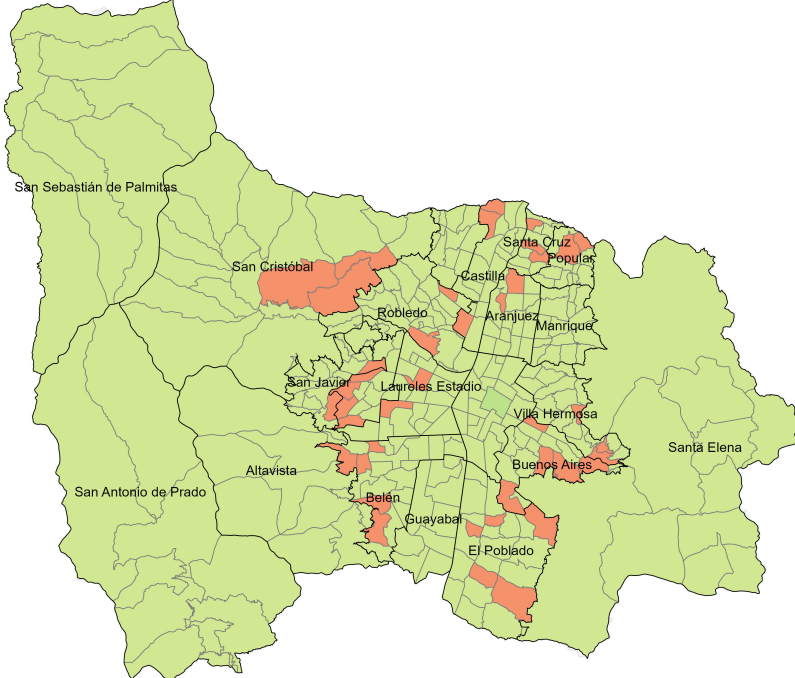 San Sebastián de Palmitas
Santa Cruz
Popular
San Cristóbal
Castilla
Robledo
Aranjuez
Manrique
San Javier
Laureles Estadio
Villa Hermosa
Santa Elena
Buenos Aires
Altavista
San Antonio de Prado
Belén
Guayabal
El Poblado